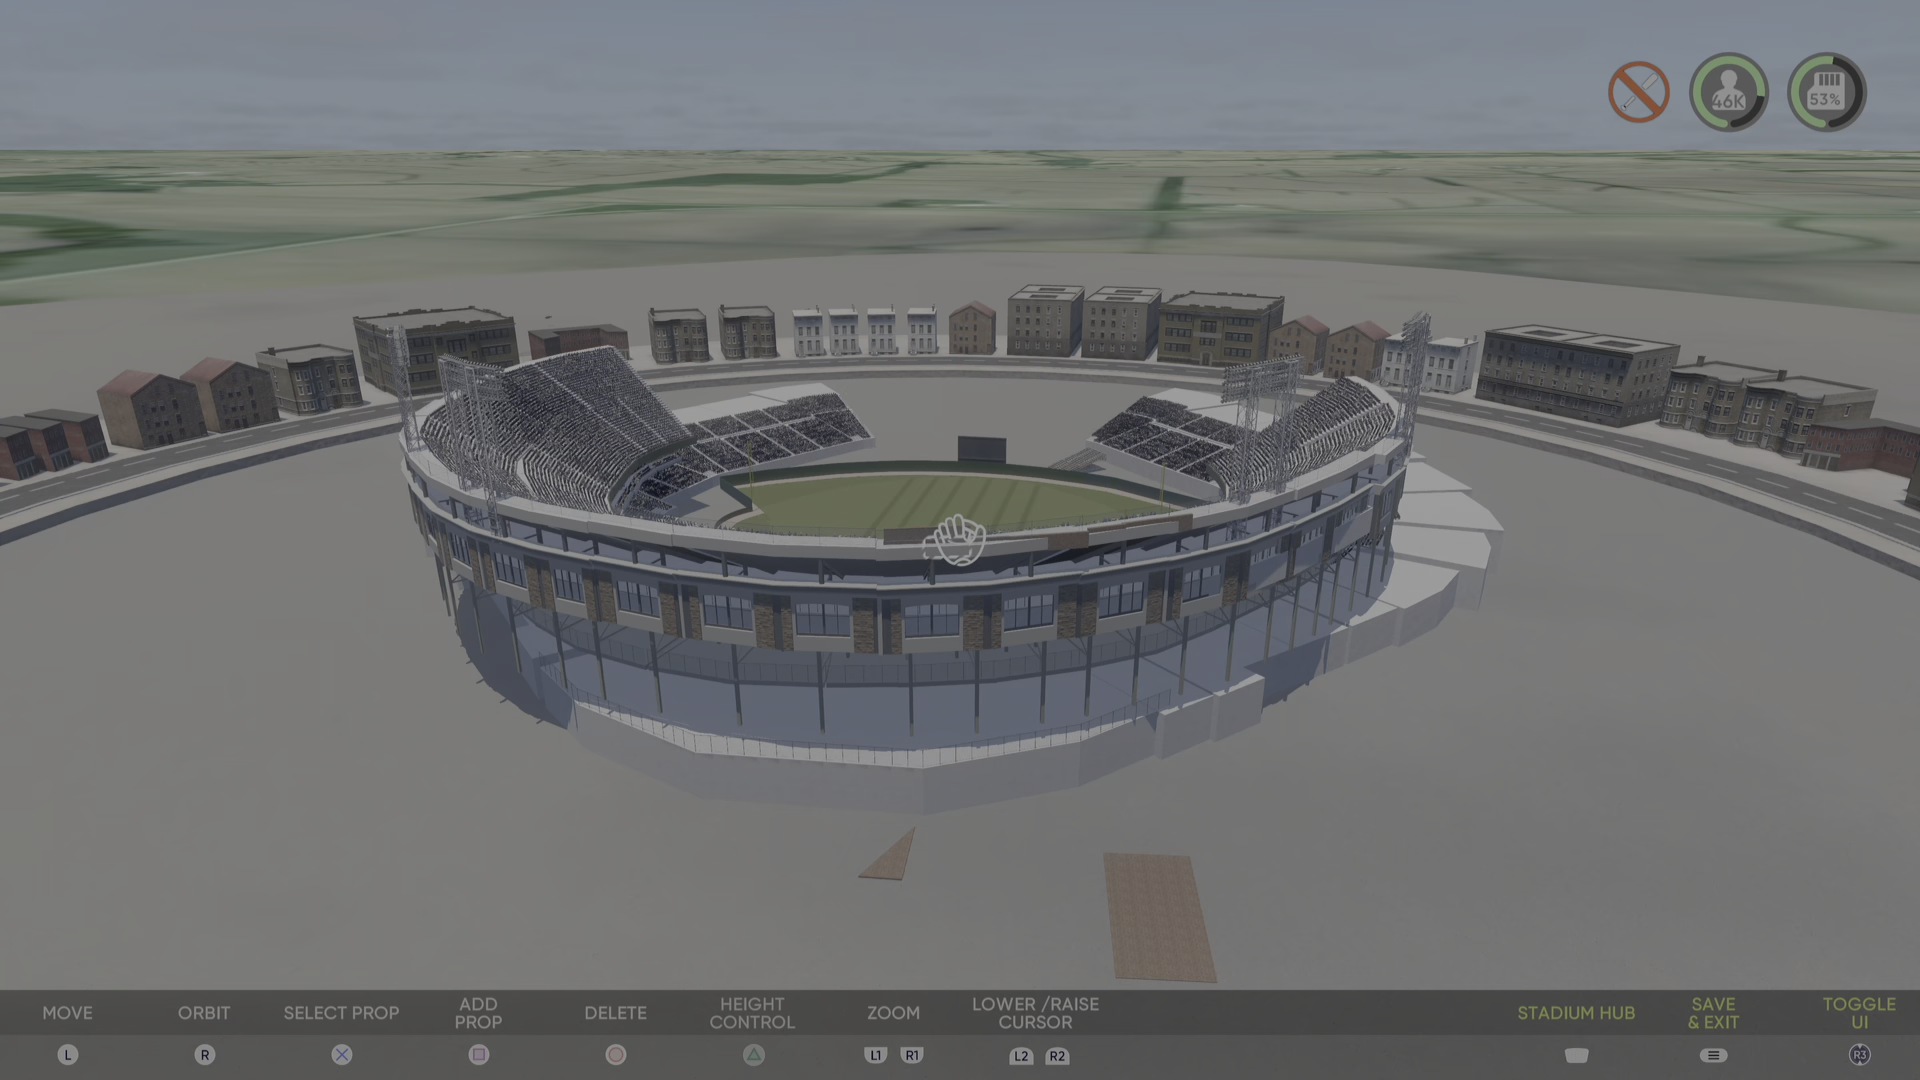 46K
53%
MOVE
ORBIT
SELECT PROP
ADD
PROP
DELETE
HEIGHT
CONTROL
ZOOM
LOWER /RAISE
CURSOR
STADIUM HUB
SAVE
& EXIT
TOGGLE
UI
L
R
L1
R1
L2
R2
R3